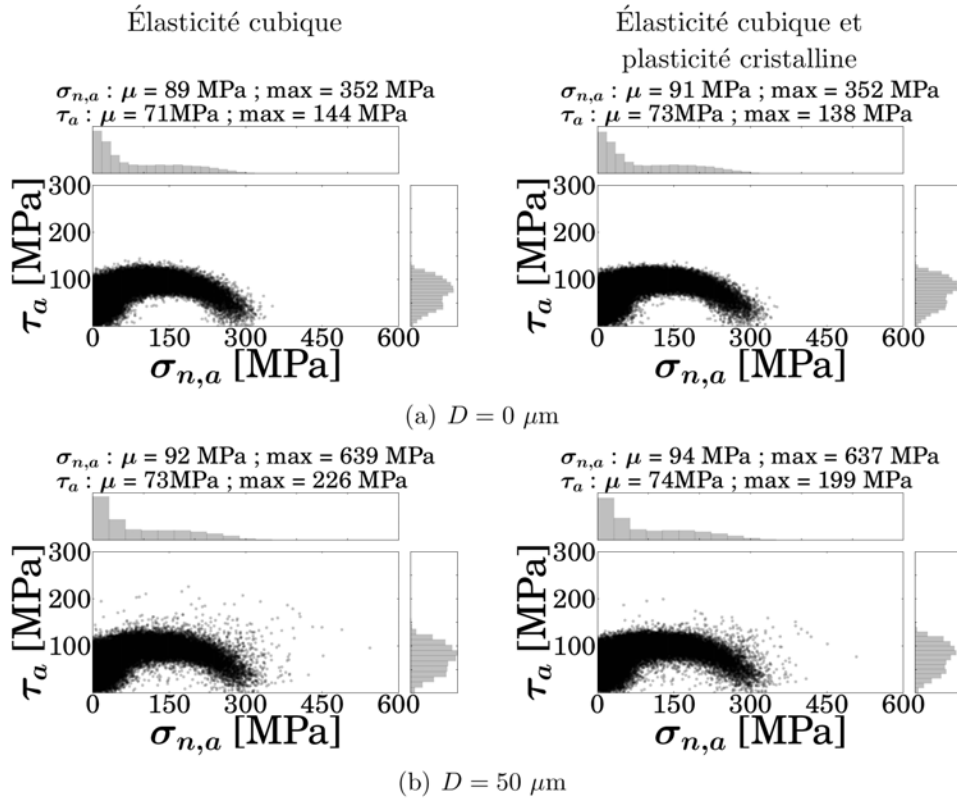 Élasticité cubique
Élasticité cubique et
plasticité cristalline
σn,a : μ = 89 MPa ; max = 352 MPa
τa : μ = 71MPa ; max = 144 MPa
σn,a : μ = 91 MPa ; max = 352 MPa
τa : μ = 73MPa ; max = 138 MPa
300
200
100
τa [MPa]
0 150 300 450 600
σn,a [MPa]
300
200
100
τa [MPa]
0 150 300 450 600
σn,a [MPa]
(a) D = 0 μm
σn,a : μ = 92 MPa ; max = 639 MPa
τa : μ = 73MPa ; max = 226 MPa
σn,a : μ = 94 MPa ; max = 637 MPa
τa : μ = 74MPa ; max = 199 MPa
300
200
100
τa [MPa]
0 150 300 450 600
σn,a [MPa]
300
200
100
τa [MPa]
0 150 300 450 600
σn,a [MPa]
(b) D = 50 μm